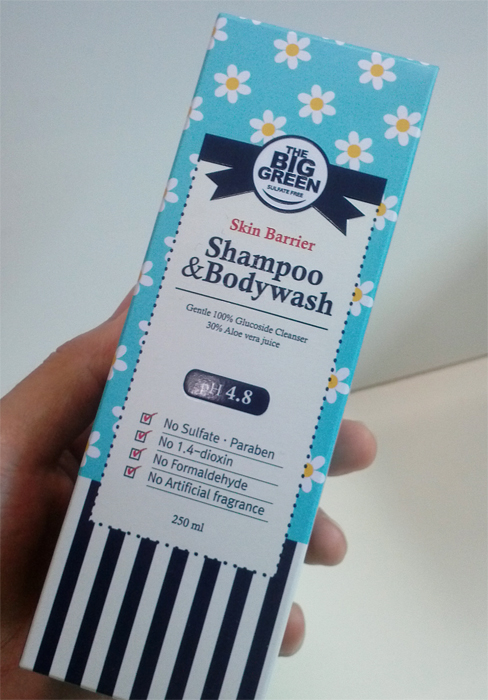 THE
BIG
GREEN
SULFATE FREE
Skin Barrier
Shampoo
&Bodywash
Gentle 100% Glucoside Cleanser
30% Aloe vera juice
pH 4.8
No Sulfate · Paraben
No 1.4~dioxin
No Formaldehyde
No Artificial fragrance
250 ml